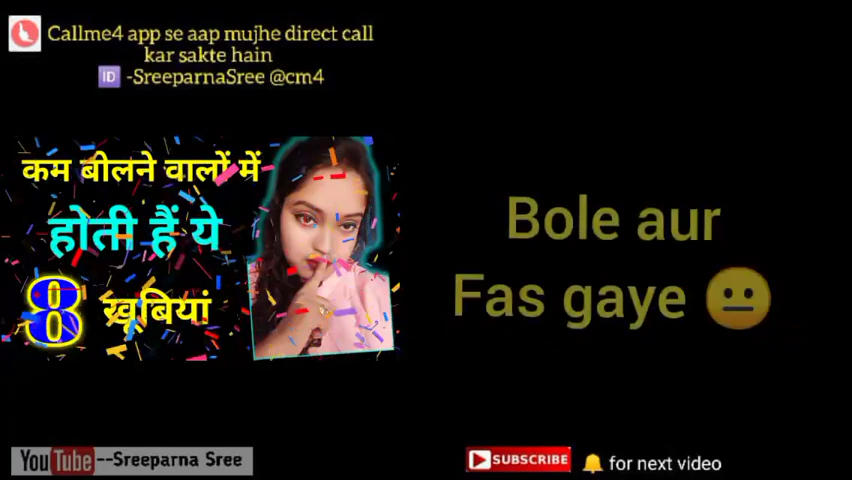 Callme4 app se aap mujhe direct call
kar sakte hain
🆔 -SreeparnaSree @cm4
कम बोलने वालों में
होती हैं ये
8 खूबियां
Bole aur
Fas gaye 😐
YouTube--Sreeparna Sree
SUBSCRIBE 🔔 for next video